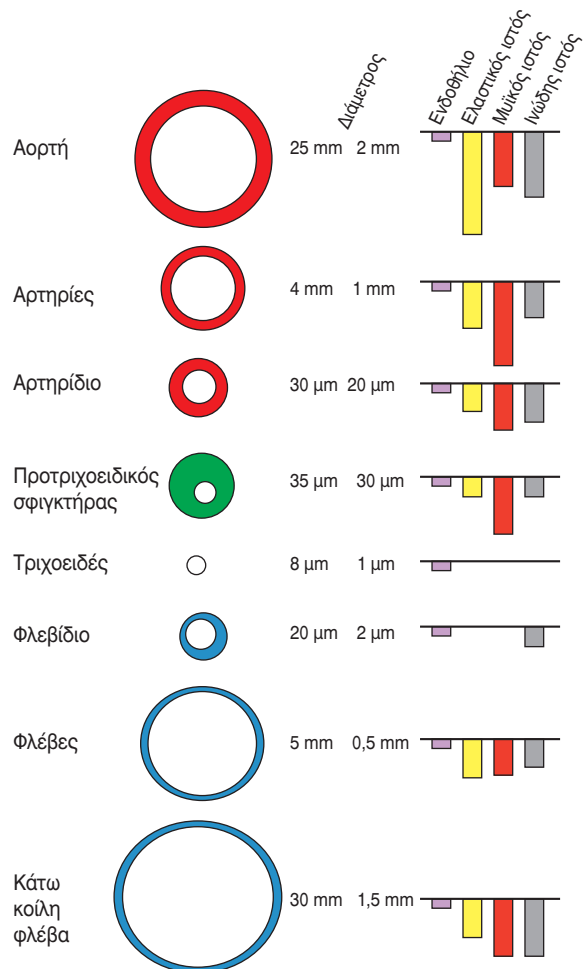 Διάμετρος
Ενδοθήλιο
Ελαστικός ιστός
Μυϊκός ιστός
Ινώδης ιστός
Αορτή 25 mm 2 mm
Αρτηρίες 4 mm 1 mm
Αρτηρίδιο 30 μm 20 μm
Προτριχοειδικός
σφιγκτήρας 35 μm 30 μm
Τριχοειδές 8 μm 1 μm
Φλεβίδιο 20 μm 2 μm
Φλέβες 5 mm 0,5 mm
Κάτω
κοίλη 30 mm 1,5 mm
φλέβα